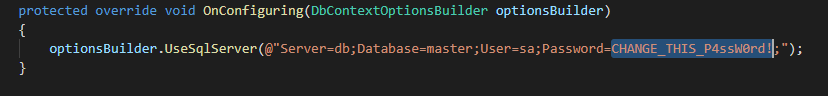 protected override void OnConfiguring(DbContextOptionsBuilder optionsBuilder)
{
optionsBuilder.UseSqlServer(@"Server=db;Database=master;User=sa;Password=CHANGE_THIS_P4ssW0rd!;");
}